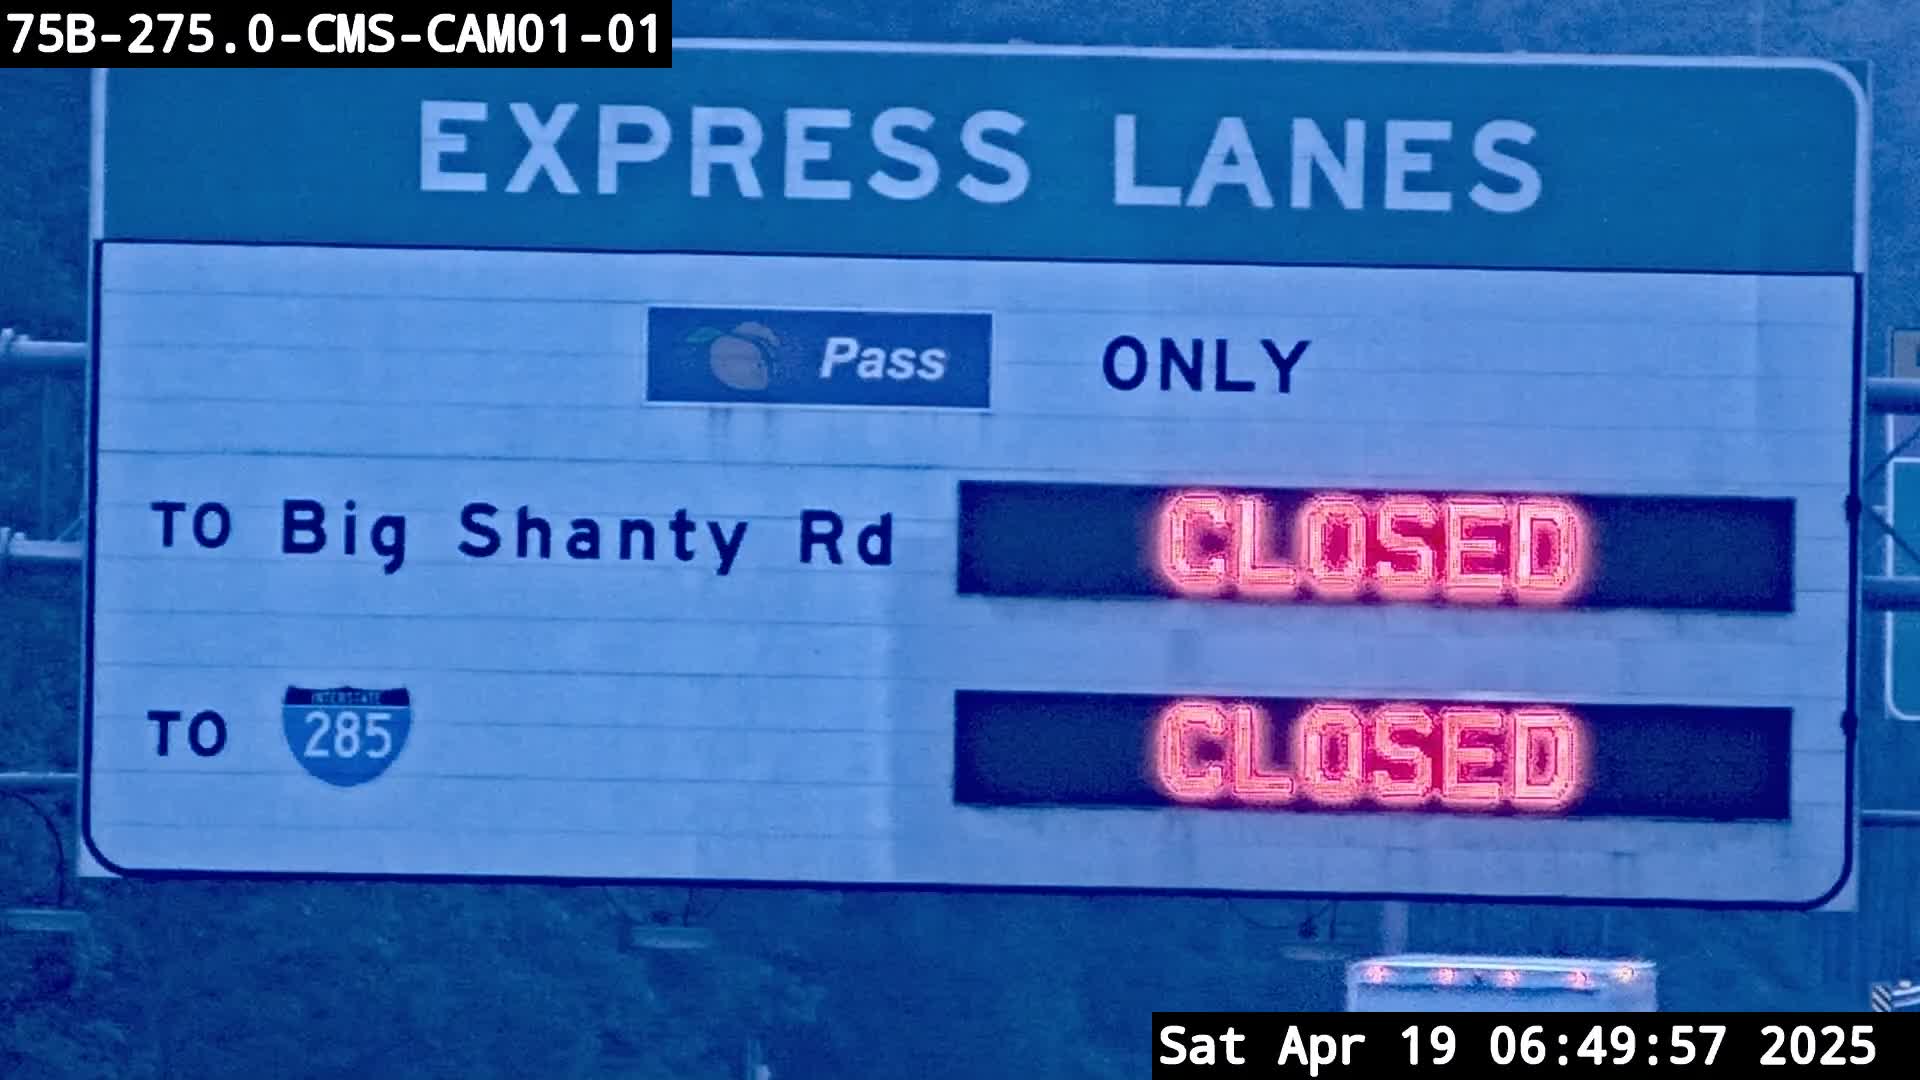 75B-275.0-CMS-CAM01-01
EXPRESS LANES
Pass ONLY
TO Big Shanty Rd CLOSED
TO INTERSTATE 285 CLOSED
Sat Apr 19 06:49:57 2025